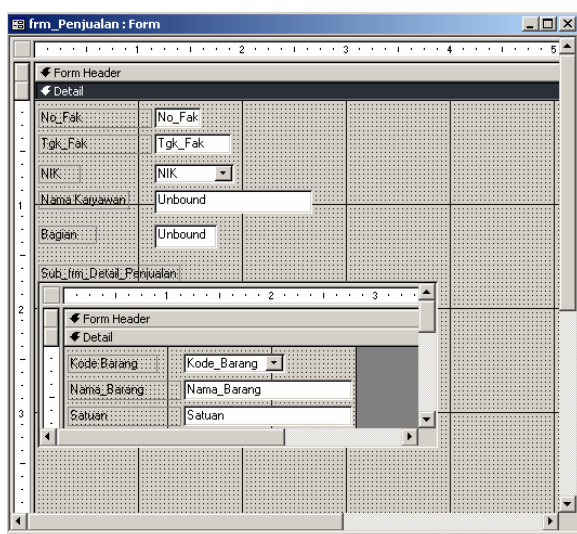 frm_Penjualan : Form
1 2 3 4 5
Form Header
Detail
No_Fak No_Fak
Tgk_Fak Tgk_Fak
NIK NIK
1 Nama Karyawan Unbound
Bagian Unbound
Sub_frm_Detail_Penjualan
1 2 3
2 Form Header
Detail
Kode Barang Kode_Barang
Nama_Barang Nama_Barang
3 Satuan Satuan